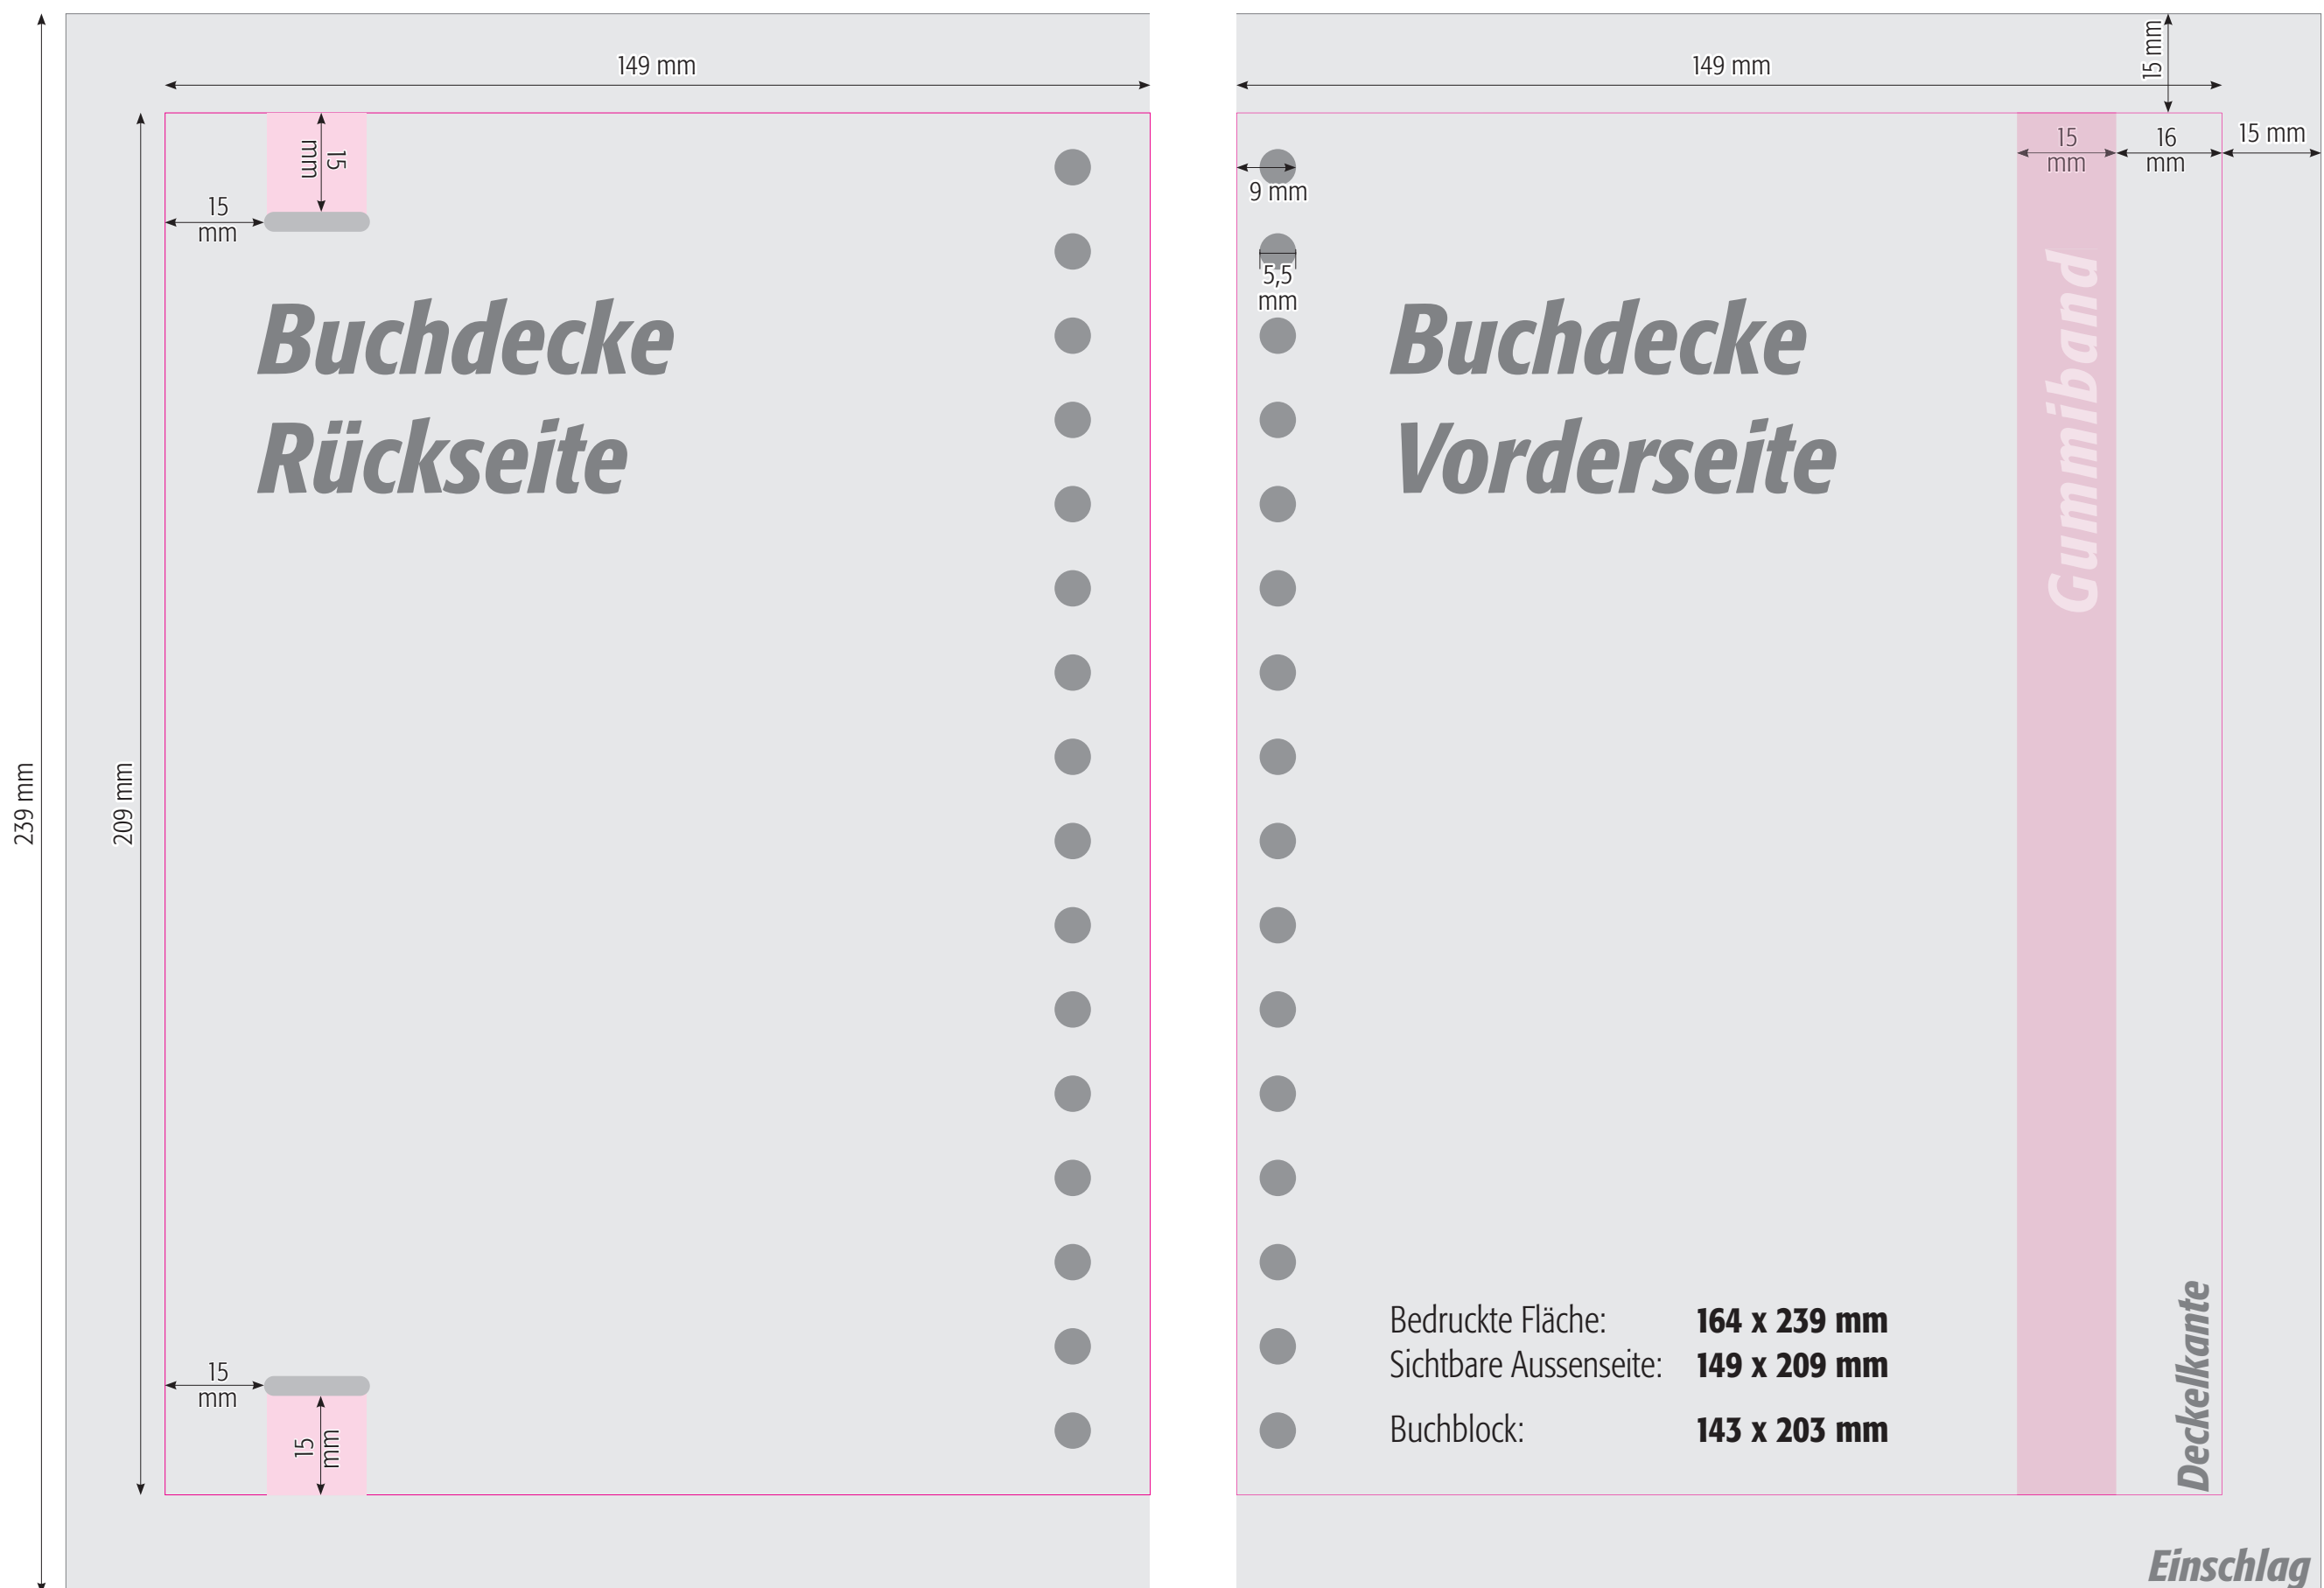 149 mm
149 mm
15 mm
15
mm
15
mm
16
mm
15 mm
15
mm
9 mm
5,5
mm
Buchdecke
Rückseite
Buchdecke
Vorderseite
Gummiband
239 mm
209 mm
15
mm
15
mm
Bedruckte Fläche: 164 x 239 mm
Sichtbare Aussenseite: 149 x 209 mm
Buchblock: 143 x 203 mm
Deckelkante
Einschlag